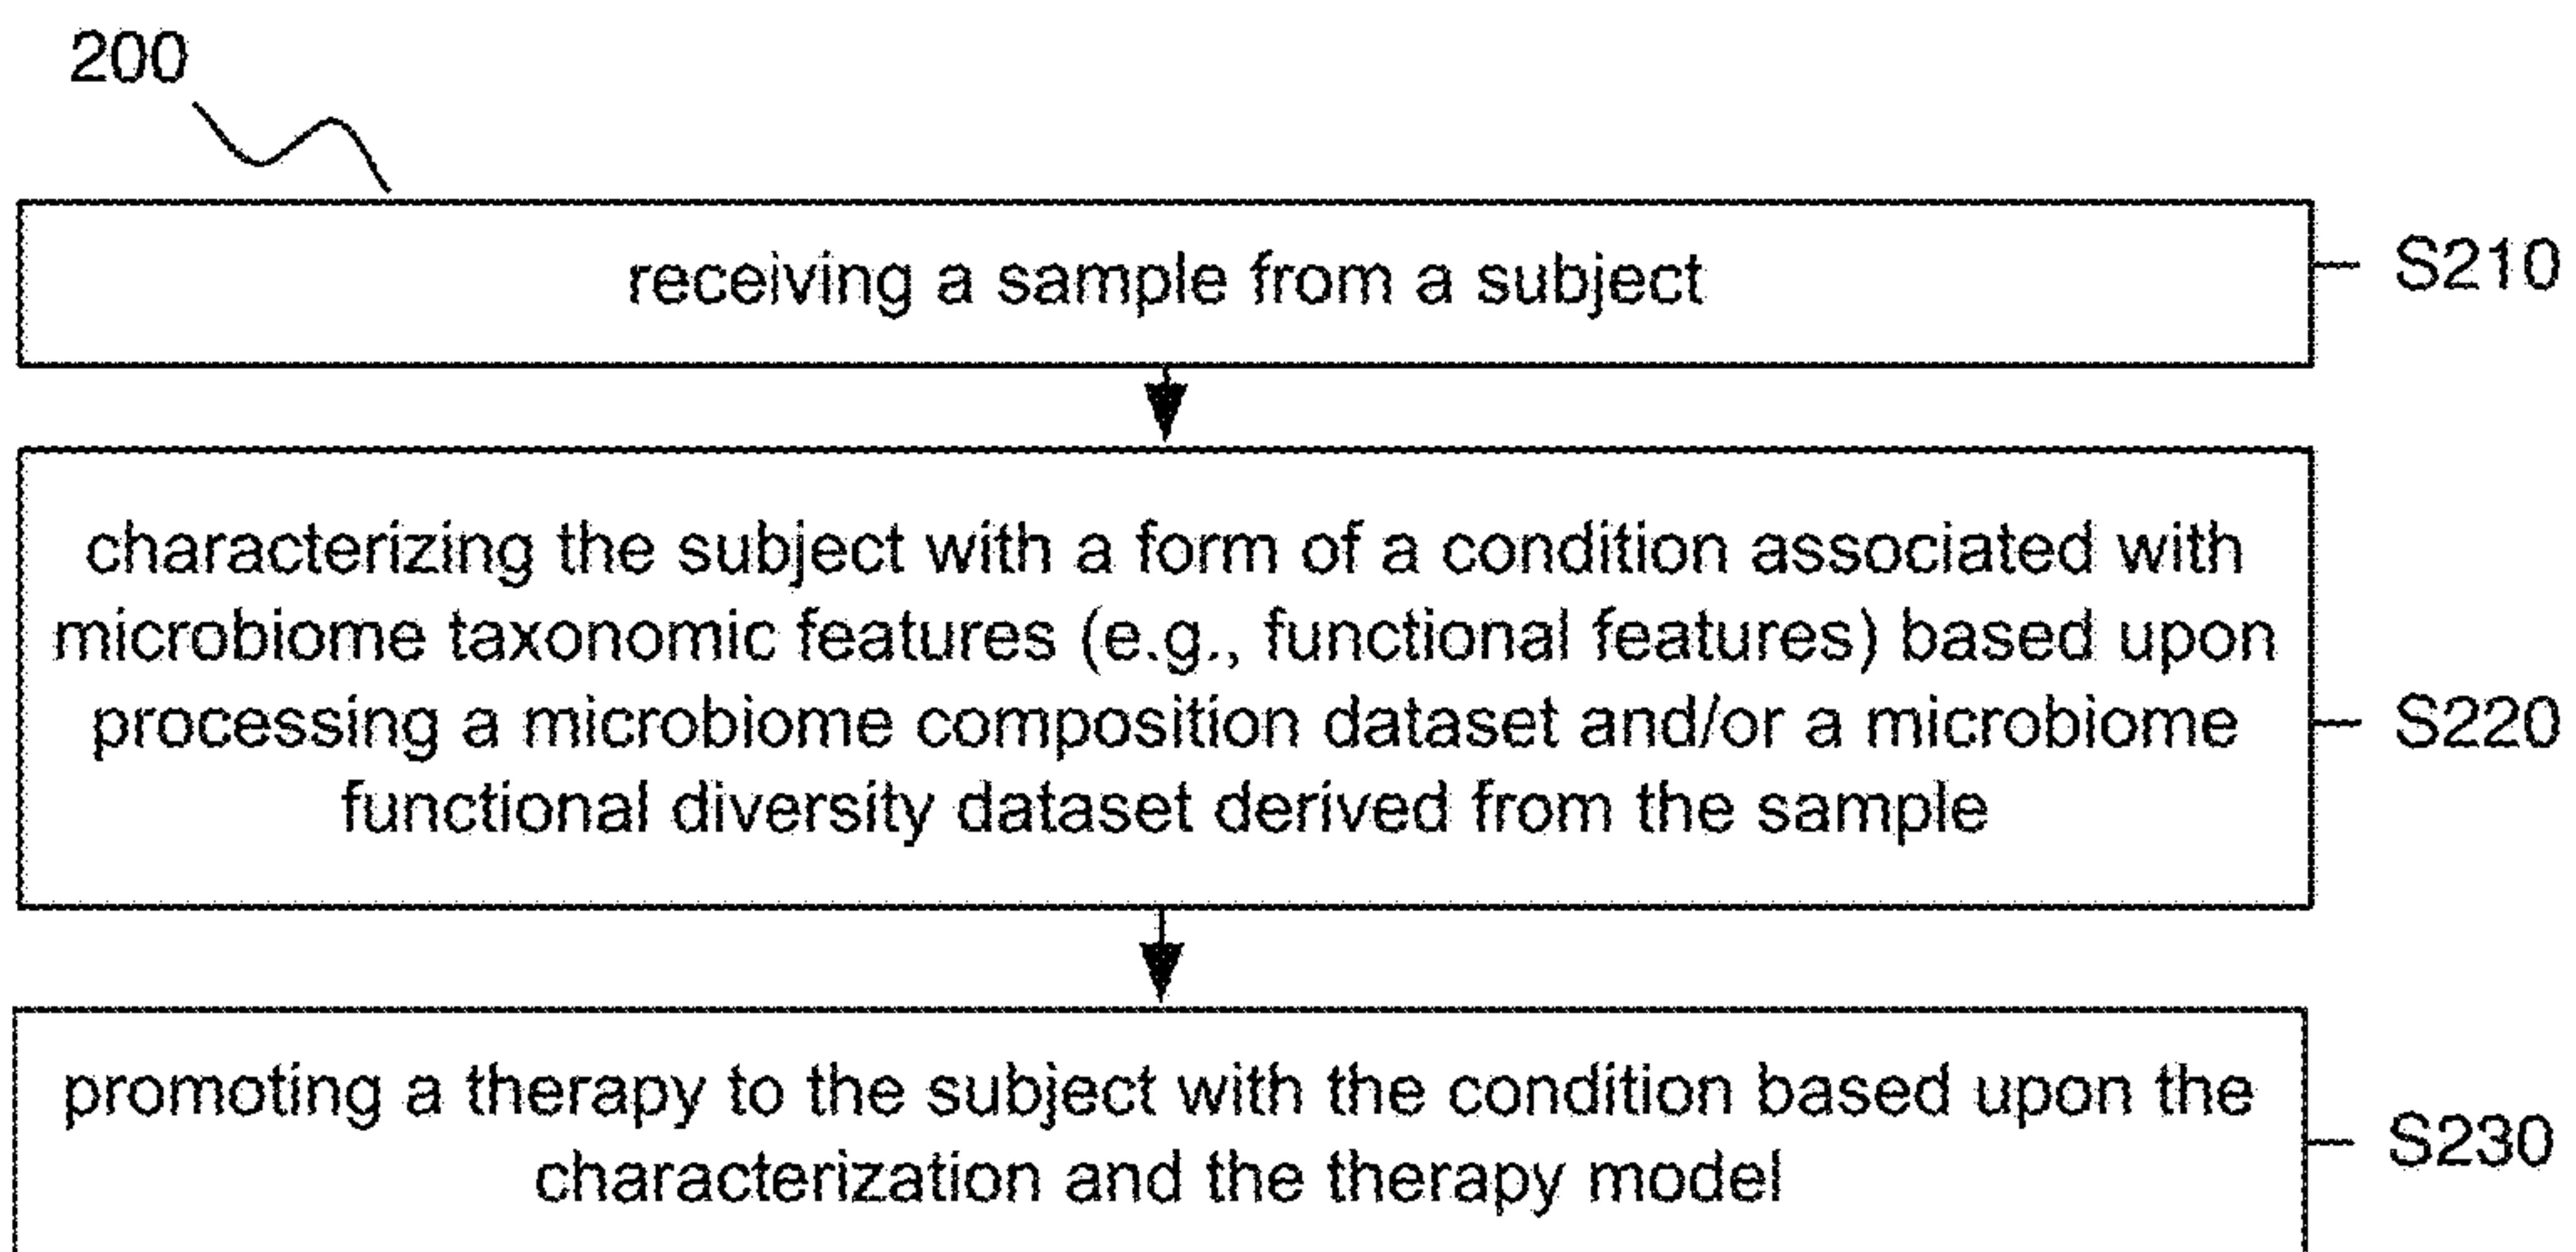 200
receiving a sample from a subject
S210
characterizing the subject with a form of a condition associated with
microbiome taxonomic features (e.g., functional features) based upon
processing a microbiome composition dataset and/or a microbiome
functional diversity dataset derived from the sample
S220
promoting a therapy to the subject with the condition based upon the
characterization and the therapy model
S230